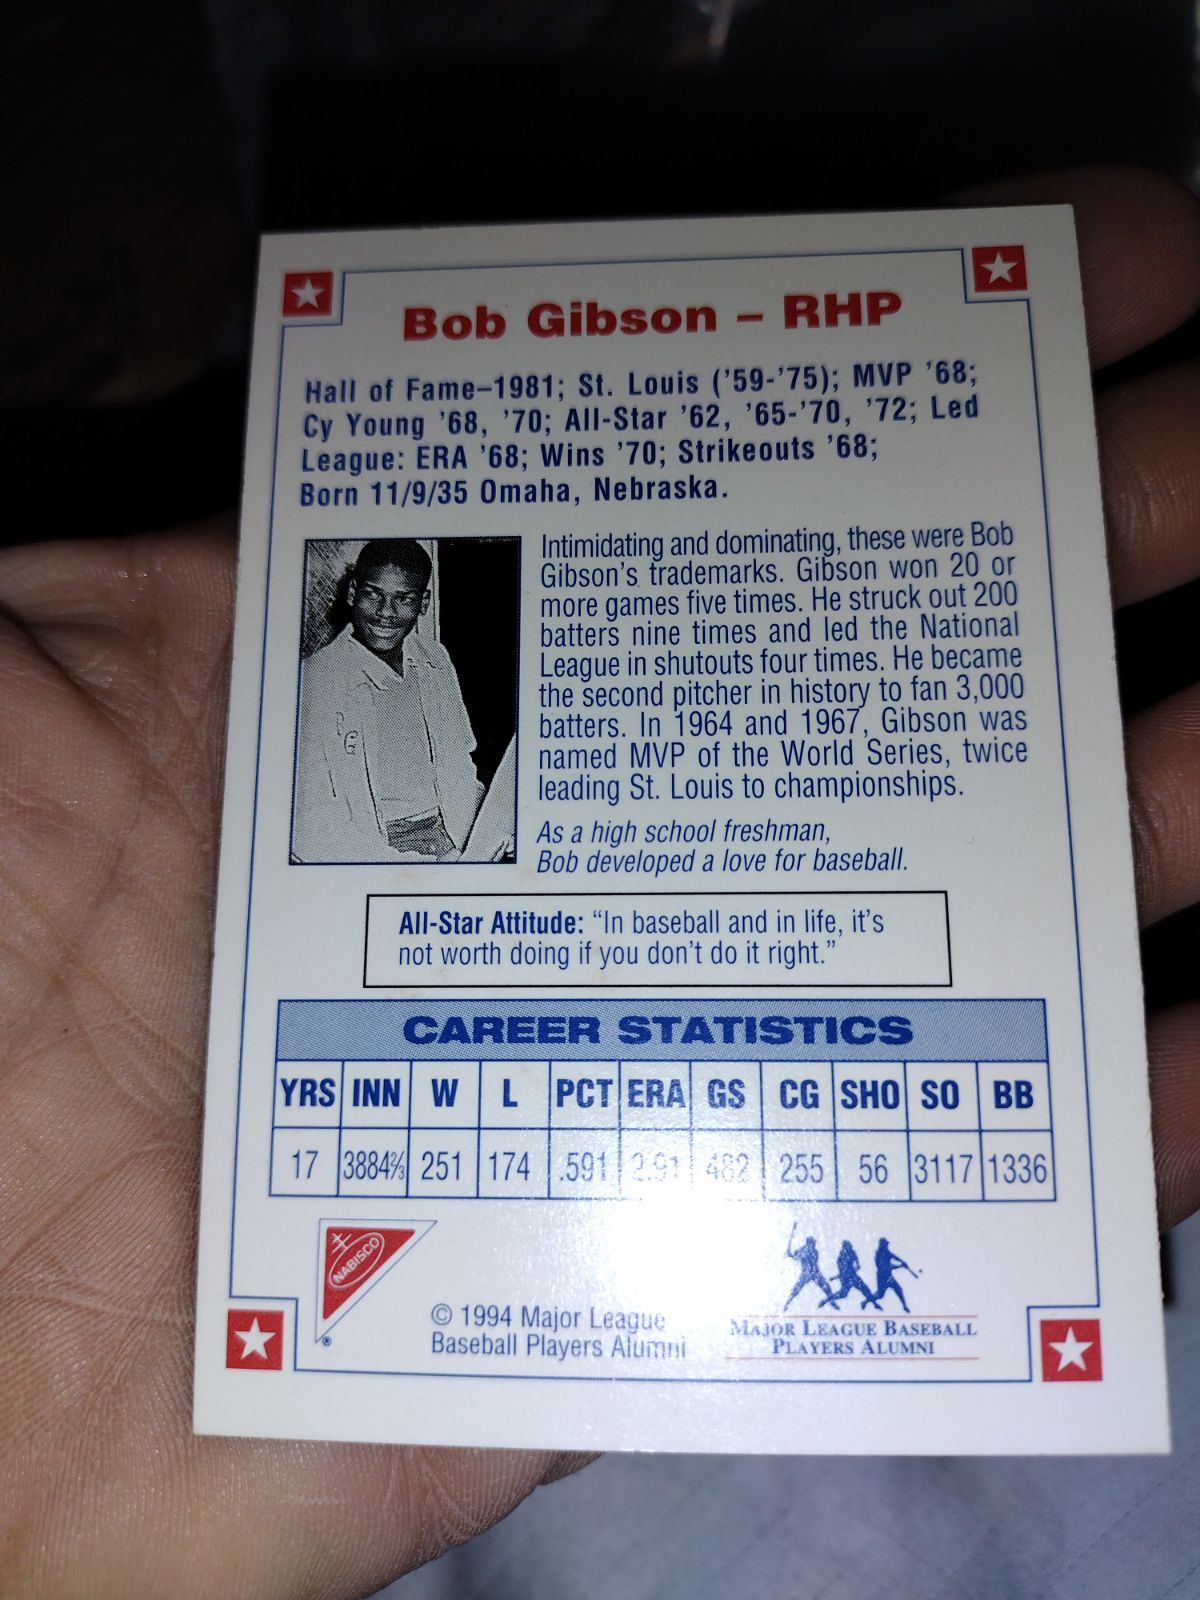 Bob Gibson – RHP
Hall of Fame–1981; St. Louis ('59-'75); MVP '68;
Cy Young '68, '70; All-Star '62, '65-'70, '72; Led
League: ERA '68; Wins '70; Strikeouts '68;
Born 11/9/35 Omaha, Nebraska.
Intimidating and dominating, these were Bob
Gibson's trademarks. Gibson won 20 or
more games five times. He struck out 200
batters nine times and led the National
League in shutouts four times. He became
the second pitcher in history to fan 3,000
batters. In 1964 and 1967, Gibson was
named MVP of the World Series, twice
leading St. Louis to championships.
As a high school freshman,
Bob developed a love for baseball.
All-Star Attitude: “In baseball and in life, it's
not worth doing if you don't do it right.”
CAREER STATISTICS
YRS INN W L PCT ERA GS CG SHO SO BB
17 3884⅔ 251 174 .591 2.91 482 255 56 3117 1336
NABISCO
®
© 1994 Major League
Baseball Players Alumni
MAJOR LEAGUE BASEBALL
PLAYERS ALUMNI